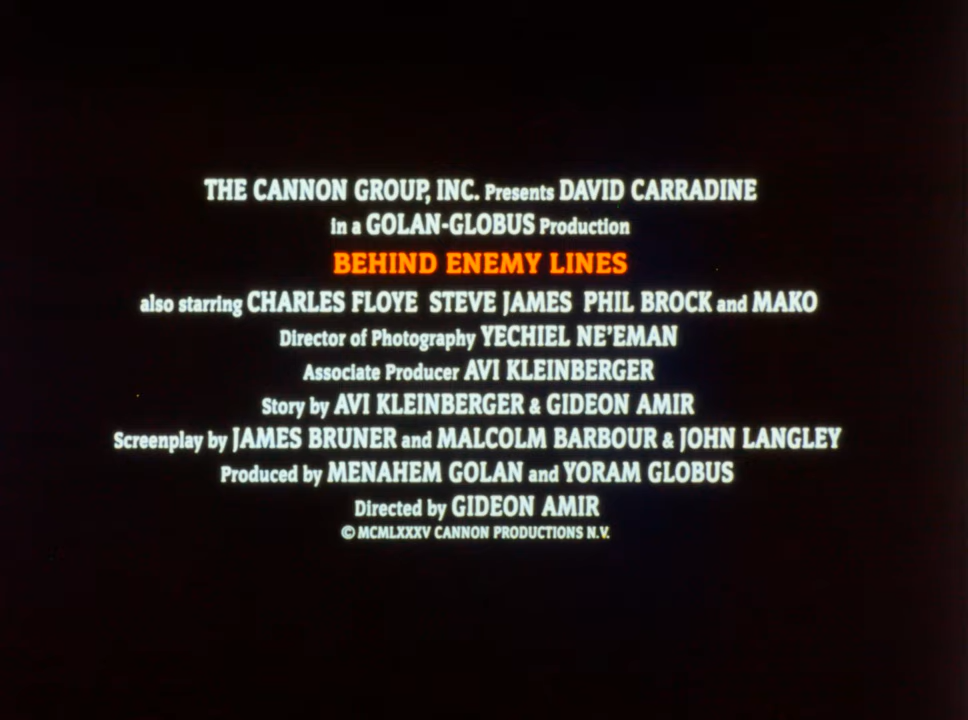 THE CANNON GROUP, INC. Presents DAVID CARRADINE
in a GOLAN-GLOBUS Production
BEHIND ENEMY LINES
also starring CHARLES FLOYE STEVE JAMES PHIL BROCK and MAKO
Director of Photography YECHIEL NE'EMAN
Associate Producer AVI KLEINBERGER
Story by AVI KLEINBERGER & GIDEON AMIR
Screenplay by JAMES BRUNER and MALCOLM BARBOUR & JOHN LANGLEY
Produced by MENAHEM GOLAN and YORAM GLOBUS
Directed by GIDEON AMIR
© MCMLXXXV CANNON PRODUCTIONS N.V.